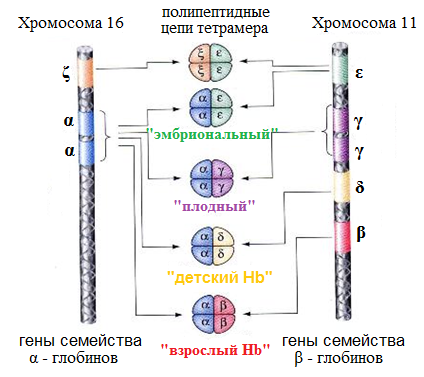 Хромосома 16
полипептидные
цепи тетрамера
Хромосома 11
ζ
ξ ε
ξ ε
ε
α
α ε
α ε
"эмбриональный"
γ
α
α γ
α γ
γ
"плодный"
δ
α δ
α δ
"детский Hb"
β
α β
α β
"взрослый Hb"
гены семейства
α - глобинов
гены семейства
β - глобинов